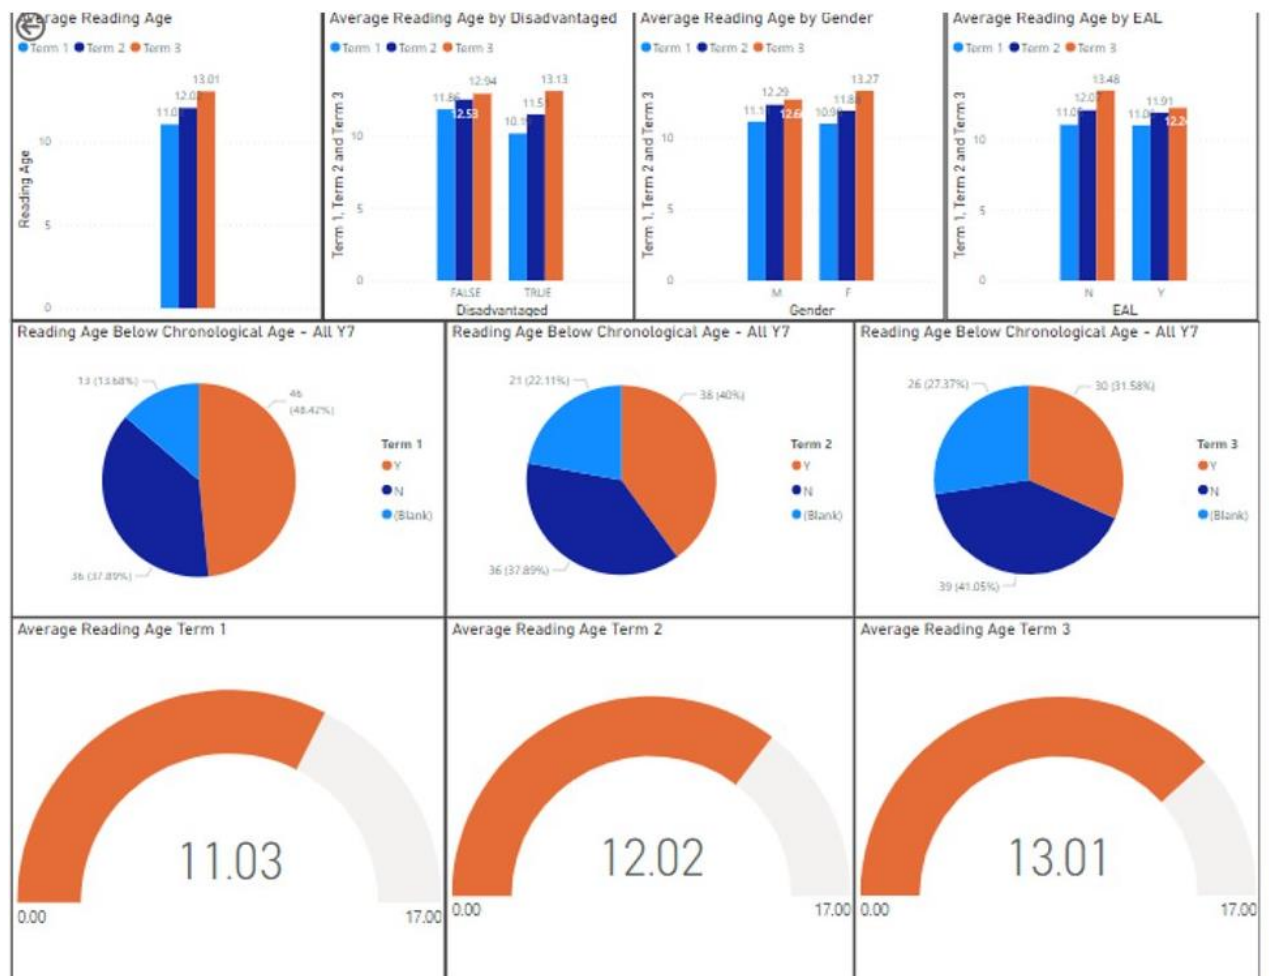 Average Reading Age
Term 1 Term 2 Term 3
13.01
12.02
11.03
10
5
0
Reading Age
Average Reading Age by Disadvantaged
Term 1 Term 2 Term 3
12.94
13.13
12.53
10
5
0
Term 1, Term 2 and Term 3
FALSE TRUE
Disadvantaged
Average Reading Age by Gender
Term 1 Term 2 Term 3
12.29
13.27
10
5
0
Term 1, Term 2 and Term 3
M F
Gender
Average Reading Age by EAL
Term 1 Term 2 Term 3
13.48
11.91
10
5
0
Term 1, Term 2 and Term 3
N Y
EAL
Reading Age Below Chronological Age - All Y7
13 (13.68%)
46
(48.42%)
36 (37.89%)
Term 1
Y
N
(Blank)
Reading Age Below Chronological Age - All Y7
21 (22.11%)
38 (40%)
36 (37.89%)
Term 2
Y
N
(Blank)
Reading Age Below Chronological Age - All Y7
26 (27.37%)
30 (31.58%)
39 (41.05%)
Term 3
Y
N
(Blank)
Average Reading Age Term 1
11.03
0.00 17.00
Average Reading Age Term 2
12.02
0.00 17.00
Average Reading Age Term 3
13.01
0.00 17.00